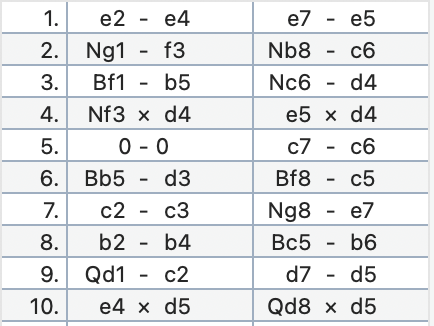 1. e2 - e4 e7 - e5
2. Ng1 - f3 Nb8 - c6
3. Bf1 - b5 Nc6 - d4
4. Nf3 × d4 e5 × d4
5. 0 - 0 c7 - c6
6. Bb5 - d3 Bf8 - c5
7. c2 - c3 Ng8 - e7
8. b2 - b4 Bc5 - b6
9. Qd1 - c2 d7 - d5
10. e4 × d5 Qd8 × d5